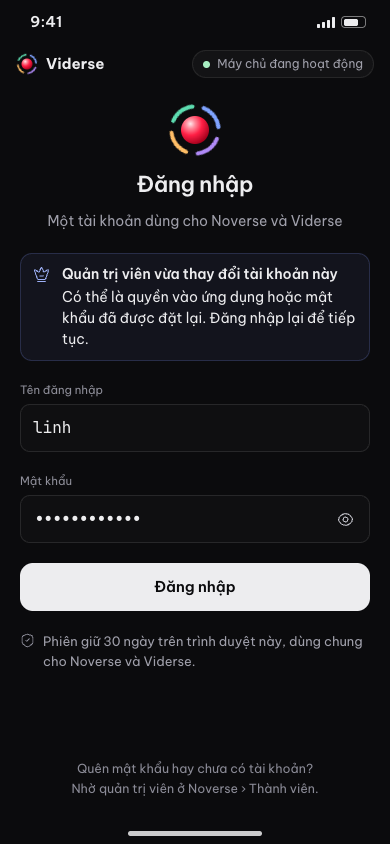 9:41
Viderse
Máy chủ đang hoạt động
Đăng nhập
Một tài khoản dùng cho Noverse và Viderse
Quản trị viên vừa thay đổi tài khoản này
Có thể là quyền vào ứng dụng hoặc mật
khẩu đã được đặt lại. Đăng nhập lại để tiếp
tục.
Tên đăng nhập
linh
Mật khẩu
••••••••••••
Đăng nhập
Phiên giữ 30 ngày trên trình duyệt này, dùng chung
cho Noverse và Viderse.
Quên mật khẩu hay chưa có tài khoản?
Nhờ quản trị viên ở Noverse › Thành viên.